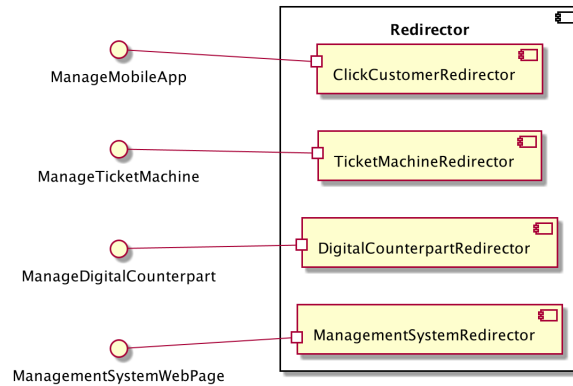 Redirector
ManageMobileApp
ClickCustomerRedirector
ManageTicketMachine
TicketMachineRedirector
ManageDigitalCounterpart
DigitalCounterpartRedirector
ManagementSystemWebPage
ManagementSystemRedirector